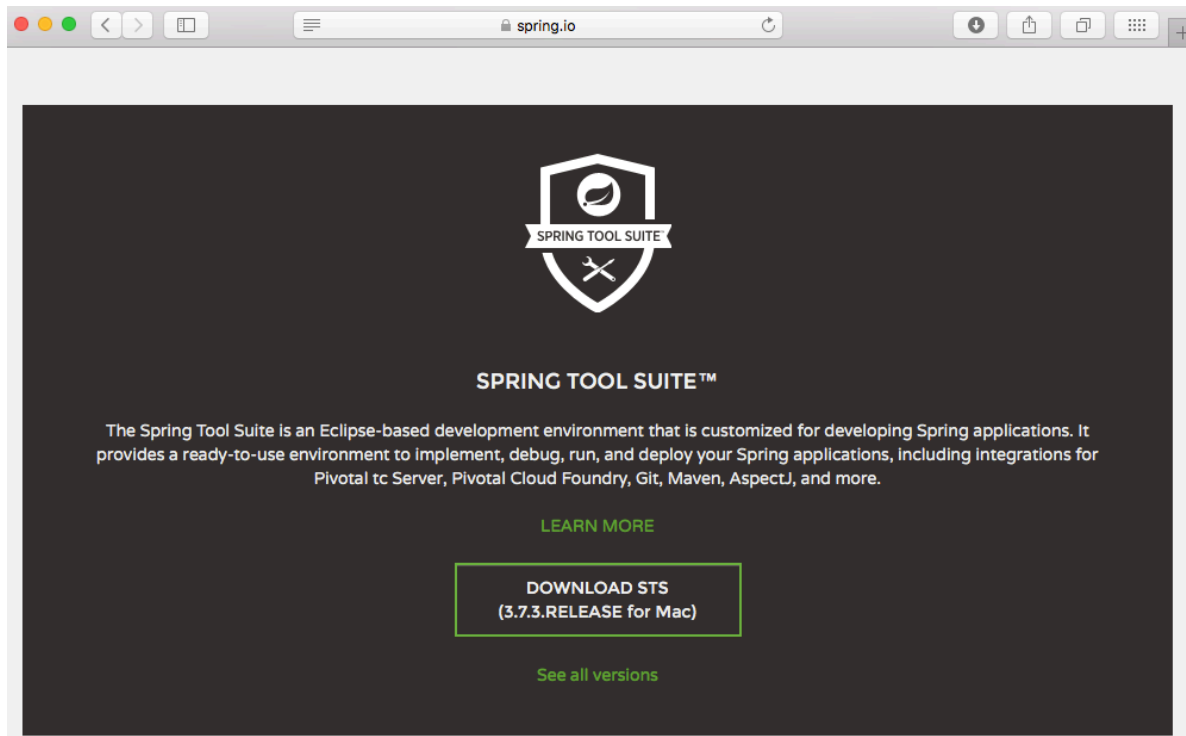 spring.io
SPRING TOOL SUITE
SPRING TOOL SUITE™
The Spring Tool Suite is an Eclipse-based development environment that is customized for developing Spring applications. It
provides a ready-to-use environment to implement, debug, run, and deploy your Spring applications, including integrations for
Pivotal tc Server, Pivotal Cloud Foundry, Git, Maven, AspectJ, and more.
LEARN MORE
DOWNLOAD STS
(3.7.3.RELEASE for Mac)
See all versions